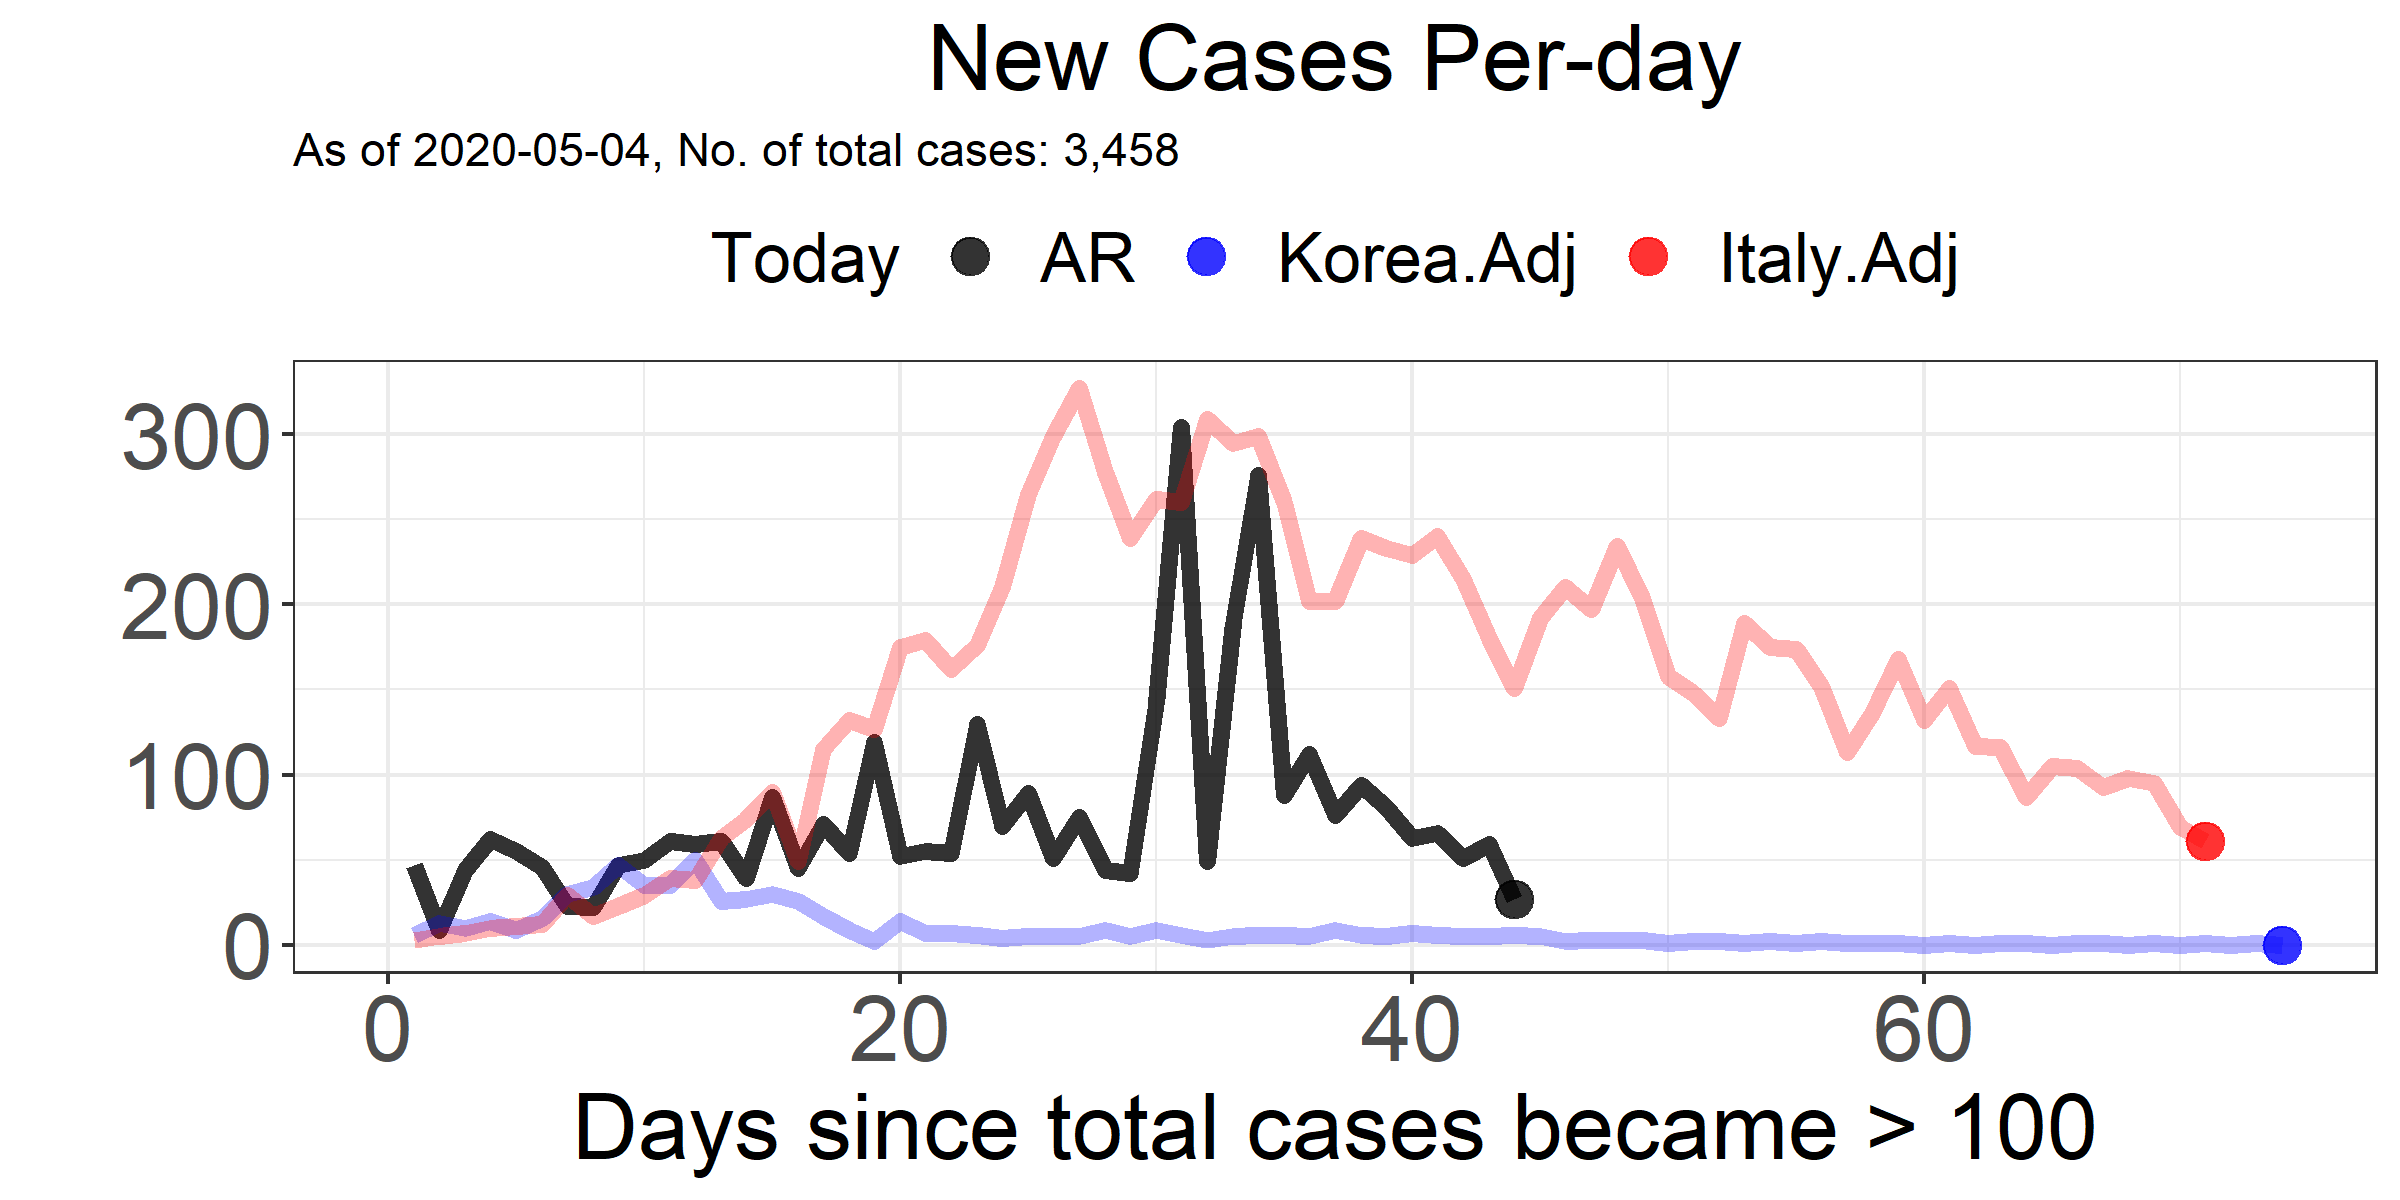 New Cases Per-day
As of 2020-05-04, No. of total cases: 3,458
Today AR Korea.Adj Italy.Adj
300
200
100
0
0 20 40 60
Days since total cases became > 100